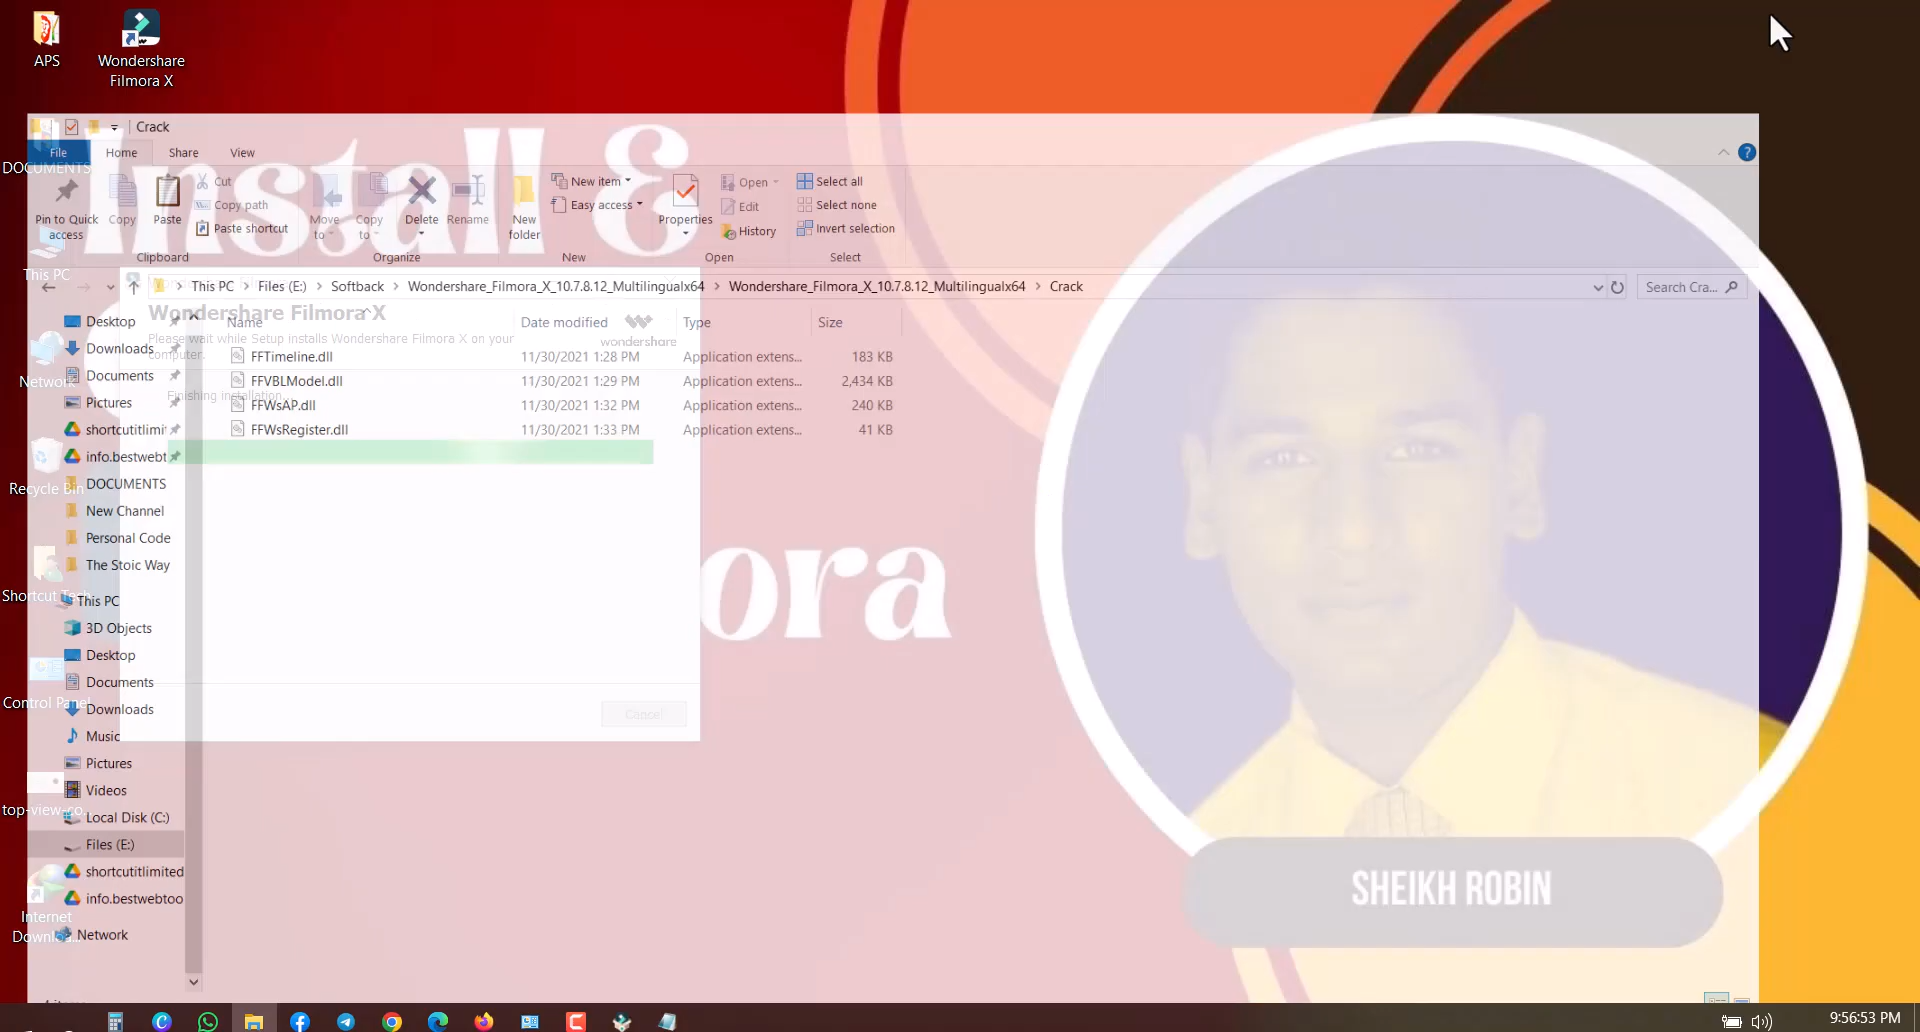 APS
Wondershare
Filmora X
Crack
File
Home
Share
View
Install &
DOCUMENTS
Pin to Quick
access
Copy
Paste
Cut
Copy path
Paste shortcut
Move
to
Copy
to
Delete
Rename
New
folder
New item
Easy access
Properties
Open
Edit
History
Select all
Select none
Invert selection
Clipboard
Organize
New
Open
Select
This PC
This PC
Files (E:)
Softback
Wondershare_Filmora_X_10.7.8.12_Multilingualx64
Wondershare_Filmora_X_10.7.8.12_Multilingualx64
Crack
Search Cra...
Wondershare Filmora X
Please wait while Setup installs Wondershare Filmora X on your
computer.
wondershare
Finishing installation...
Name
Date modified
Type
Size
FFTimeline.dll
11/30/2021 1:28 PM
Application extens...
183 KB
FFVBLModel.dll
11/30/2021 1:29 PM
Application extens...
2,434 KB
FFWsAP.dll
11/30/2021 1:32 PM
Application extens...
240 KB
FFWsRegister.dll
11/30/2021 1:33 PM
Application extens...
41 KB
Cancel
Desktop
Downloads
Documents
Pictures
shortcutitlimit
info.bestwebt
DOCUMENTS
New Channel
Personal Code
The Stoic Way
This PC
3D Objects
Desktop
Documents
Downloads
Music
Pictures
Videos
Local Disk (C:)
Files (E:)
shortcutitlimited
info.bestwebtoo
Network
Network
Recycle Bin
Shortcut Tech
Control Panel
top-view-co...
Internet
Downloa...
ora
SHEIKH ROBIN
9:56:53 PM